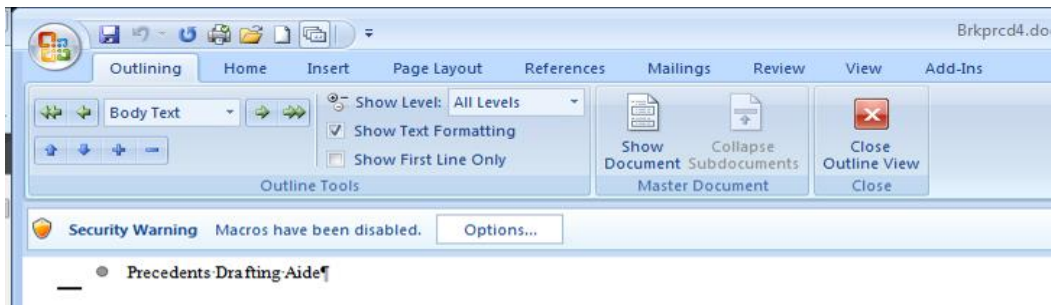 Brkprcd4.do
Outlining Home Insert Page Layout References Mailings Review View Add-Ins
Body Text Show Level: All Levels
Show Text Formatting
Show First Line Only
Show Document
Collapse Subdocuments
Close Outline View
Outline Tools Master Document Close
Security Warning Macros have been disabled. Options...
Precedents Drafting Aide¶